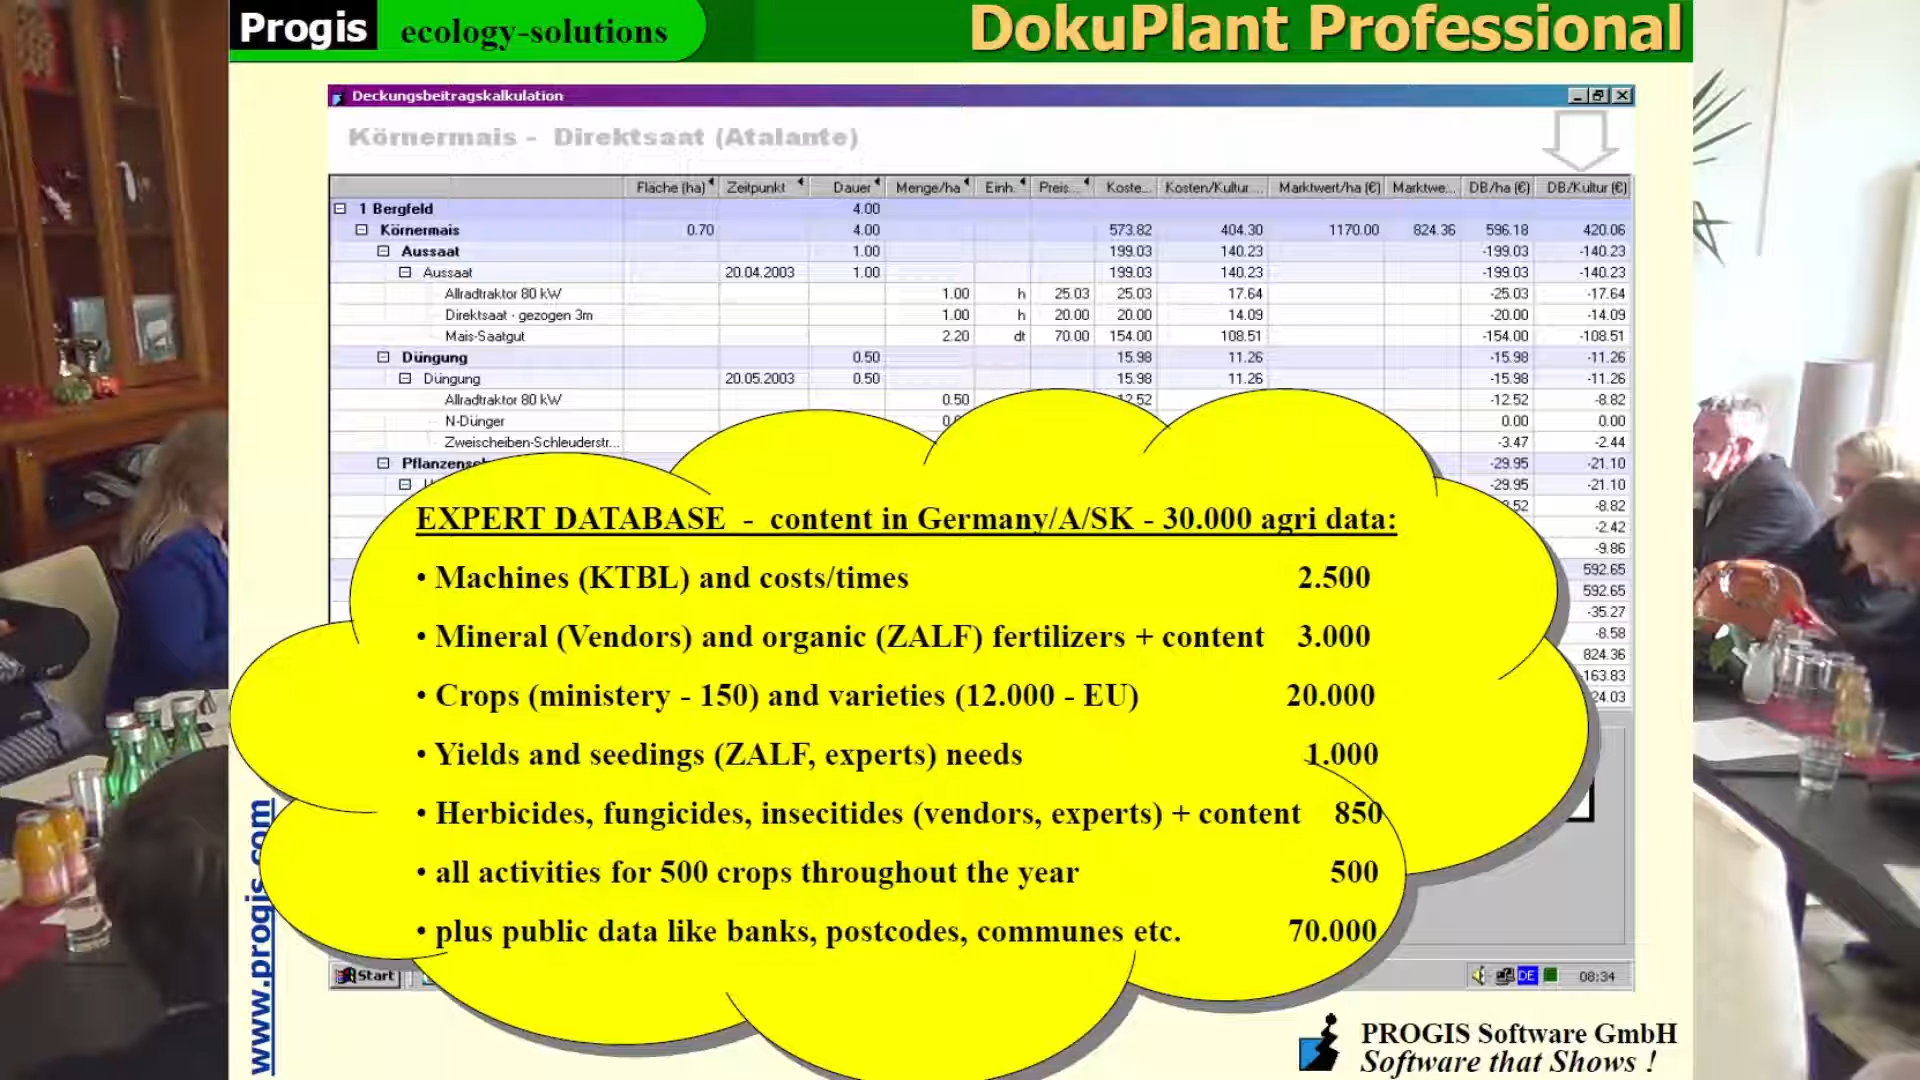 Progis ecology-solutions DokuPlant Professional
Deckungsbeitragskalkulation
Körnermais - Direktsaat (Atalante)
Fläche (ha) Zeitpunkt Dauer Menge/ha Einh. Preis... Koste... Kosten/Kultur ... Marktwert/ha (€) Marktwe... DB/ha (€) DB/Kultur (€)
1 Bergfeld 4.00
Körnermais 0.70 4.00 573.82 404.30 1170.00 824.36 596.18 420.06
Aussaat 1.00 199.03 140.23 -199.03 -140.23
Aussaat 20.04.2003 1.00 199.03 140.23 -199.03 -140.23
Allradtraktor 80 kW 1.00 h 25.03 25.03 17.64 -25.03 -17.64
Direktsaat - gezogen 3m 1.00 h 20.00 20.00 14.09 -20.00 -14.09
Mais-Saatgut 2.20 dt 70.00 154.00 108.51 -154.00 -108.51
Düngung 0.50 15.98 11.26 -15.98 -11.26
Düngung 20.05.2003 0.50 15.98 11.26 -15.98 -11.26
Allradtraktor 80 kW 0.50 12.52 -12.52 -8.82
N-Dünger 0.00 0.00
Zweischeiben-Schleuderstr... -3.47 -2.44
-29.95 -21.10
-29.95 -21.10
-8.82
-2.42
-9.86
592.65
592.65
-35.27
-8.58
824.36
163.83
24.03
EXPERT DATABASE - content in Germany/A/SK - 30.000 agri data:
• Machines (KTBL) and costs/times 2.500
• Mineral (Vendors) and organic (ZALF) fertilizers + content 3.000
• Crops (ministery - 150) and varieties (12.000 - EU) 20.000
• Yields and seedings (ZALF, experts) needs 1.000
• Herbicides, fungicides, insecitides (vendors, experts) + content 850
• all activities for 500 crops throughout the year 500
• plus public data like banks, postcodes, communes etc. 70.000
www.progis.com
Start DE 08:34
PROGIS Software GmbH
Software that Shows !